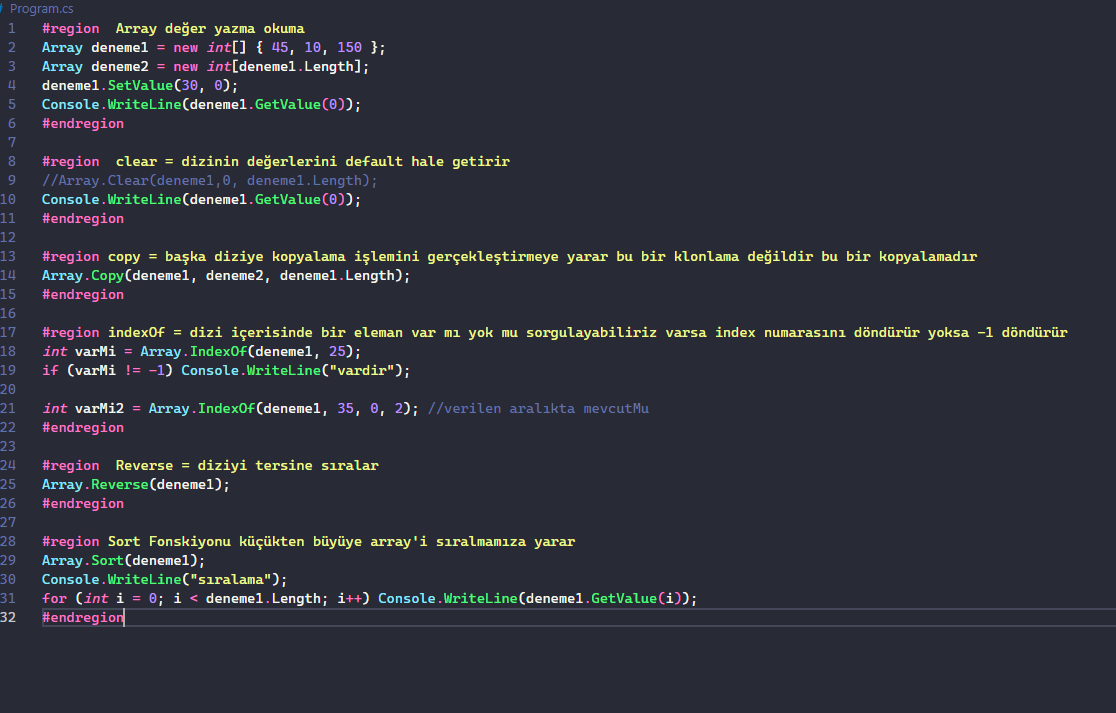 Program.cs
1 #region  Array değer yazma okuma
2 Array deneme1 = new int[] { 45, 10, 150 };
3 Array deneme2 = new int[deneme1.Length];
4 deneme1.SetValue(30, 0);
5 Console.WriteLine(deneme1.GetValue(0));
6 #endregion
7
8 #region  clear = dizinin değerlerini default hale getirir
9 //Array.Clear(deneme1,0, deneme1.Length);
10 Console.WriteLine(deneme1.GetValue(0));
11 #endregion
12
13 #region copy = başka diziye kopyalama işlemini gerçekleştirmeye yarar bu bir klonlama değildir bu bir kopyalamadır
14 Array.Copy(deneme1, deneme2, deneme1.Length);
15 #endregion
16
17 #region indexOf = dizi içerisinde bir eleman var mı yok mu sorgulayabiliriz varsa index numarasını döndürür yoksa -1 döndürür
18 int varMi = Array.IndexOf(deneme1, 25);
19 if (varMi != -1) Console.WriteLine("vardir");
20
21 int varMi2 = Array.IndexOf(deneme1, 35, 0, 2); //verilen aralıkta mevcutMu
22 #endregion
23
24 #region  Reverse = diziyi tersine sıralar
25 Array.Reverse(deneme1);
26 #endregion
27
28 #region Sort Fonskiyonu küçükten büyüye array'i sıralmamıza yarar
29 Array.Sort(deneme1);
30 Console.WriteLine("sıralama");
31 for (int i = 0; i < deneme1.Length; i++) Console.WriteLine(deneme1.GetValue(i));
32 #endregion